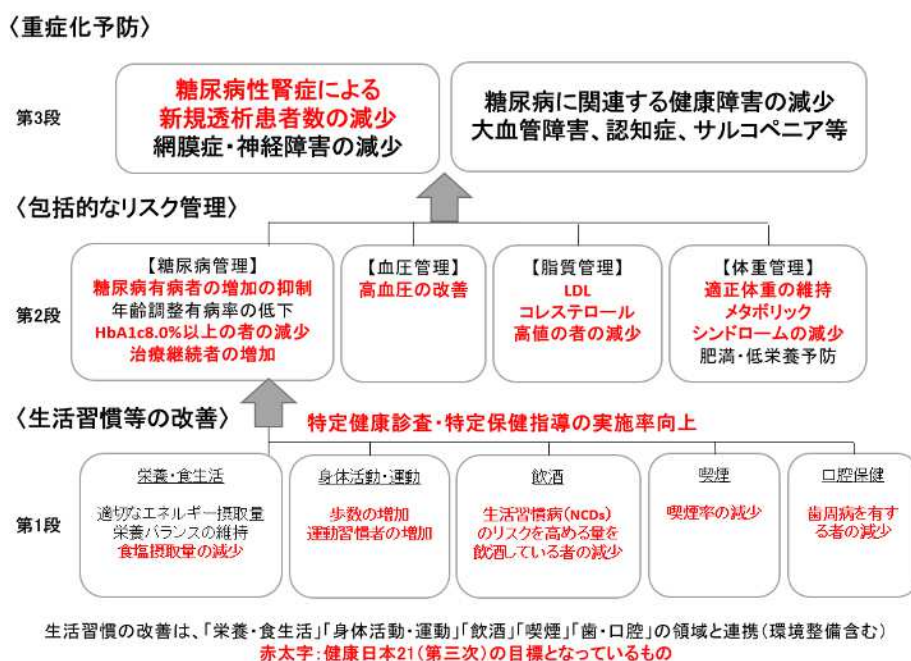 〈重症化予防〉
第3段
糖尿病性腎症による
新規透析患者数の減少
網膜症・神経障害の減少
糖尿病に関連する健康障害の減少
大血管障害、認知症、サルコペニア等
〈包括的なリスク管理〉
第2段
【糖尿病管理】
糖尿病有病者の増加の抑制
年齢調整有病率の低下
HbA1c8.0%以上の者の減少
治療継続者の増加
【血圧管理】
高血圧の改善
【脂質管理】
LDL
コレステロール
高値の者の減少
【体重管理】
適正体重の維持
メタボリック
シンドロームの減少
肥満・低栄養予防
〈生活習慣等の改善〉
特定健康診査・特定保健指導の実施率向上
第1段
栄養・食生活
適切なエネルギー摂取量
栄養バランスの維持
食塩摂取量の減少
身体活動・運動
歩数の増加
運動習慣者の増加
飲酒
生活習慣病(NCDs)
のリスクを高める量を
飲酒している者の減少
喫煙
喫煙率の減少
口腔保健
歯周病を有す
る者の減少
生活習慣の改善は、「栄養・食生活」「身体活動・運動」「飲酒」「喫煙」「歯・口腔」の領域と連携(環境整備含む)
赤太字:健康日本21(第三次)の目標となっているもの